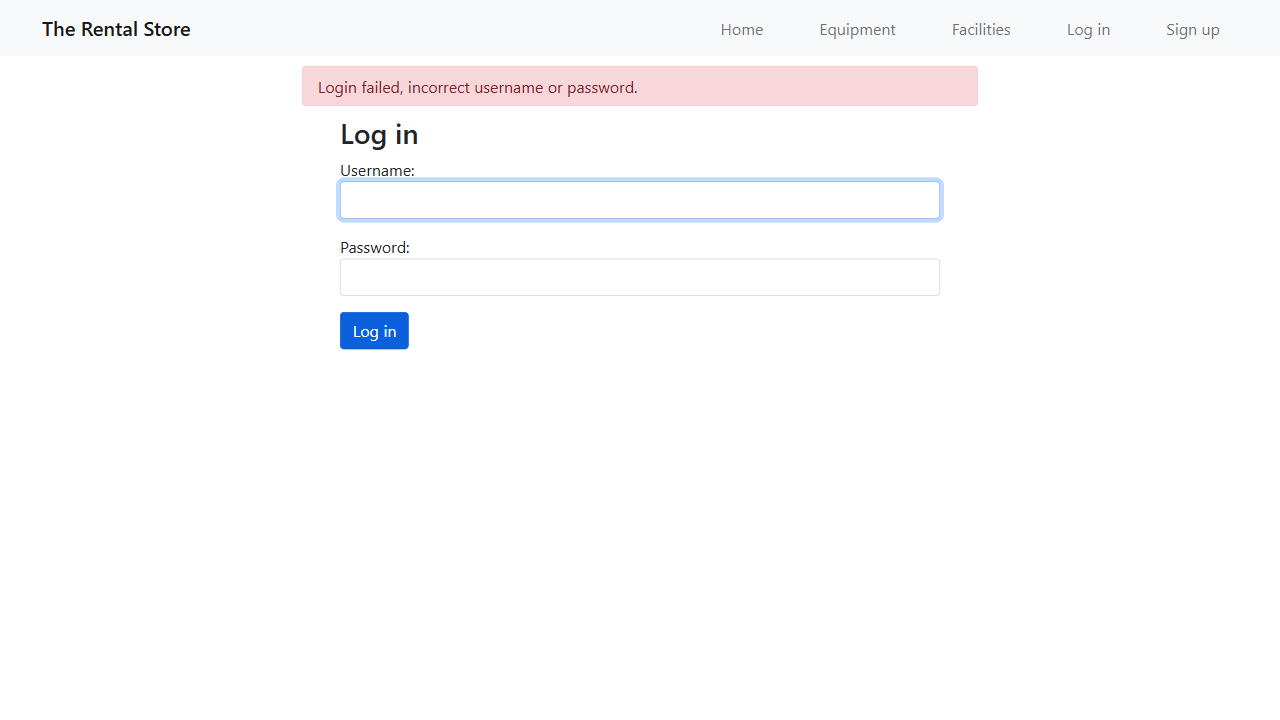 The Rental Store
Home
Equipment
Facilities
Log in
Sign up
Login failed, incorrect username or password.
Log in
Username:
Password:
Log in